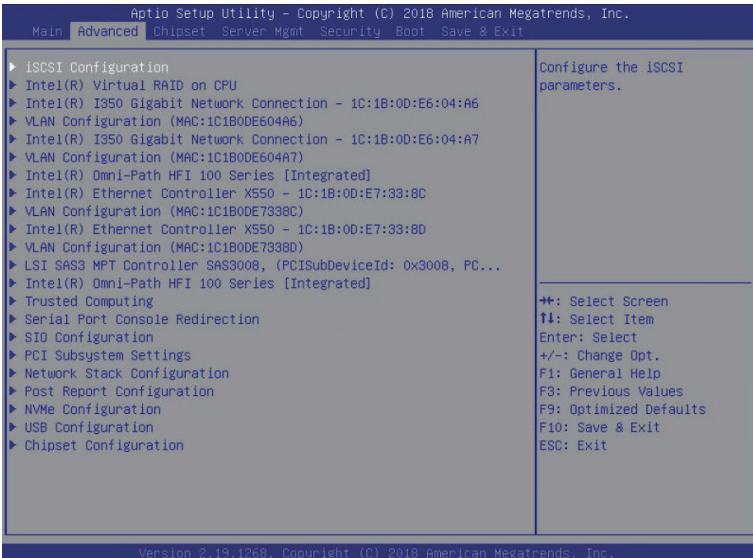 Aptio Setup Utility – Copyright (C) 2018 American Megatrends, Inc.
Main Advanced Chipset Server Mgmt Security Boot Save & Exit
iSCSI Configuration
Intel(R) Virtual RAID on CPU
Intel(R) I350 Gigabit Network Connection – 1C:1B:0D:E6:04:A6
VLAN Configuration (MAC:1C1B0DE604A6)
Intel(R) I350 Gigabit Network Connection – 1C:1B:0D:E6:04:A7
VLAN Configuration (MAC:1C1B0DE604A7)
Intel(R) Omni-Path HFI 100 Series [Integrated]
Intel(R) Ethernet Controller X550 – 1C:1B:0D:E7:33:8C
VLAN Configuration (MAC:1C1B0DE7338C)
Intel(R) Ethernet Controller X550 – 1C:1B:0D:E7:33:8D
VLAN Configuration (MAC:1C1B0DE7338D)
LSI SAS3 MPT Controller SAS3008, (PCISubDeviceId: 0x3008, PC...
Intel(R) Omni-Path HFI 100 Series [Integrated]
Trusted Computing
Serial Port Console Redirection
SIO Configuration
PCI Subsystem Settings
Network Stack Configuration
Post Report Configuration
NVMe Configuration
USB Configuration
Chipset Configuration
Configure the iSCSI
parameters.
→←: Select Screen
↑↓: Select Item
Enter: Select
+/-: Change Opt.
F1: General Help
F3: Previous Values
F9: Optimized Defaults
F10: Save & Exit
ESC: Exit
Version 2.19.1268. Copyright (C) 2018 American Megatrends, Inc.